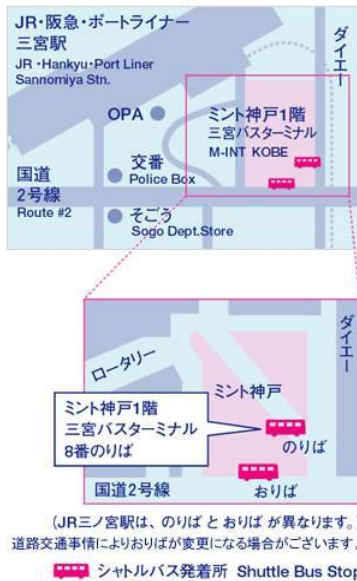 JR・阪急・ポートライナー
三宮駅
JR・Hankyu・Port Liner
Sannomiya Stn.
ダイエー
OPA
ミント神戸1階
三宮バスターミナル
M-INT KOBE
交番
Police Box
国道
2号線
Route #2
そごう
Sogo Dept.Store
ダイエー
ロータリー
ミント神戸
ミント神戸1階
三宮バスターミナル
8番のりば
のりば
おりば
国道2号線
(JR三ノ宮駅は、のりば と おりば が異なります。
道路交通事情によりおりばが変更になる場合がございます。
シャトルバス発着所 Shuttle Bus Stop